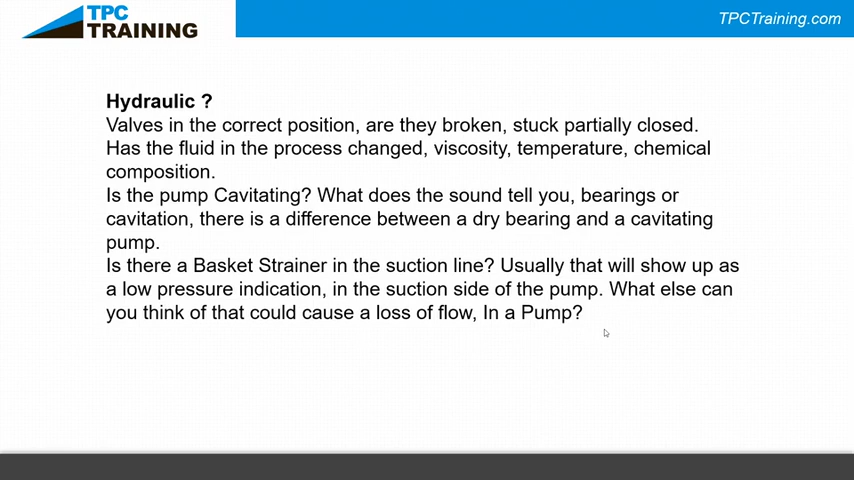 TPC
TRAINING
TPCTraining.com
Hydraulic ?
Valves in the correct position, are they broken, stuck partially closed.
Has the fluid in the process changed, viscosity, temperature, chemical
composition.
Is the pump Cavitating? What does the sound tell you, bearings or
cavitation, there is a difference between a dry bearing and a cavitating
pump.
Is there a Basket Strainer in the suction line? Usually that will show up as
a low pressure indication, in the suction side of the pump. What else can
you think of that could cause a loss of flow, In a Pump?